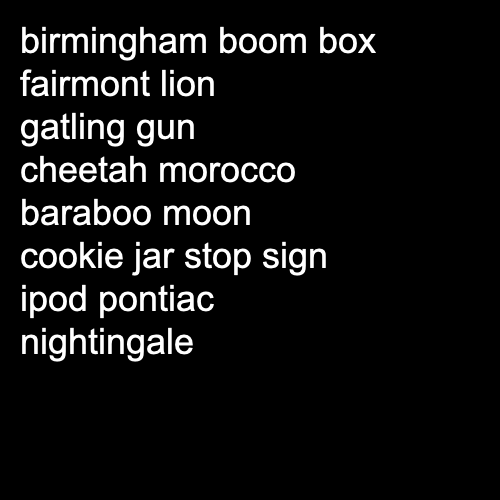 birmingham boom box
fairmont lion
gatling gun
cheetah morocco
baraboo moon
cookie jar stop sign
ipod pontiac
nightingale